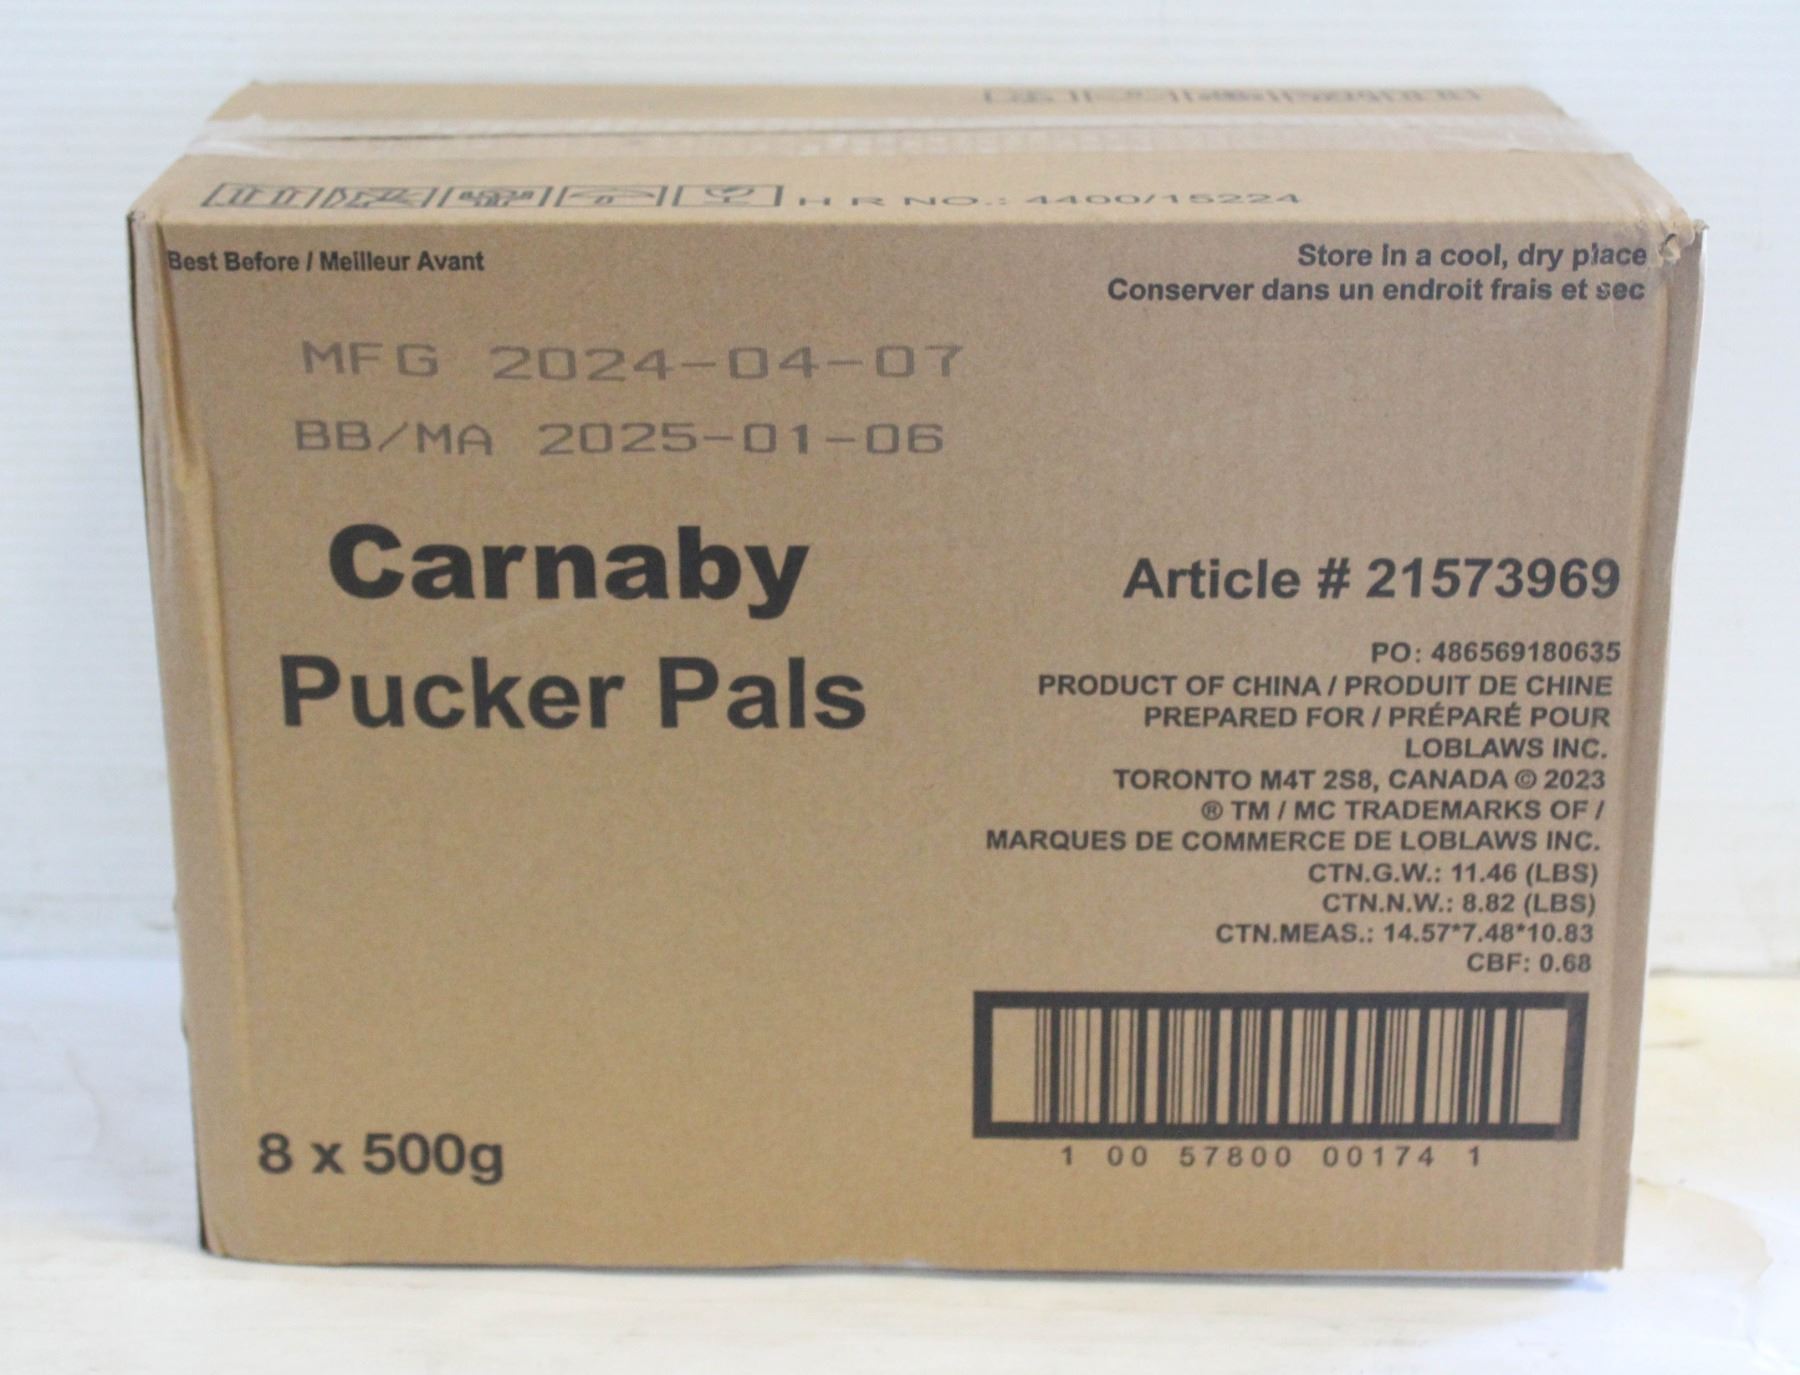 H R NO.: 4400/15224
Best Before / Meilleur Avant
Store in a cool, dry place
Conserver dans un endroit frais et sec
MFG 2024-04-07
BB/MA 2025-01-06
Carnaby
Pucker Pals
Article # 21573969
PO: 486569180635
PRODUCT OF CHINA / PRODUIT DE CHINE
PREPARED FOR / PRÉPARÉ POUR
LOBLAWS INC.
TORONTO M4T 2S8, CANADA © 2023
® TM / MC TRADEMARKS OF /
MARQUES DE COMMERCE DE LOBLAWS INC.
CTN.G.W.: 11.46 (LBS)
CTN.N.W.: 8.82 (LBS)
CTN.MEAS.: 14.57*7.48*10.83
CBF: 0.68
8 x 500g
1 00 57800 00174 1